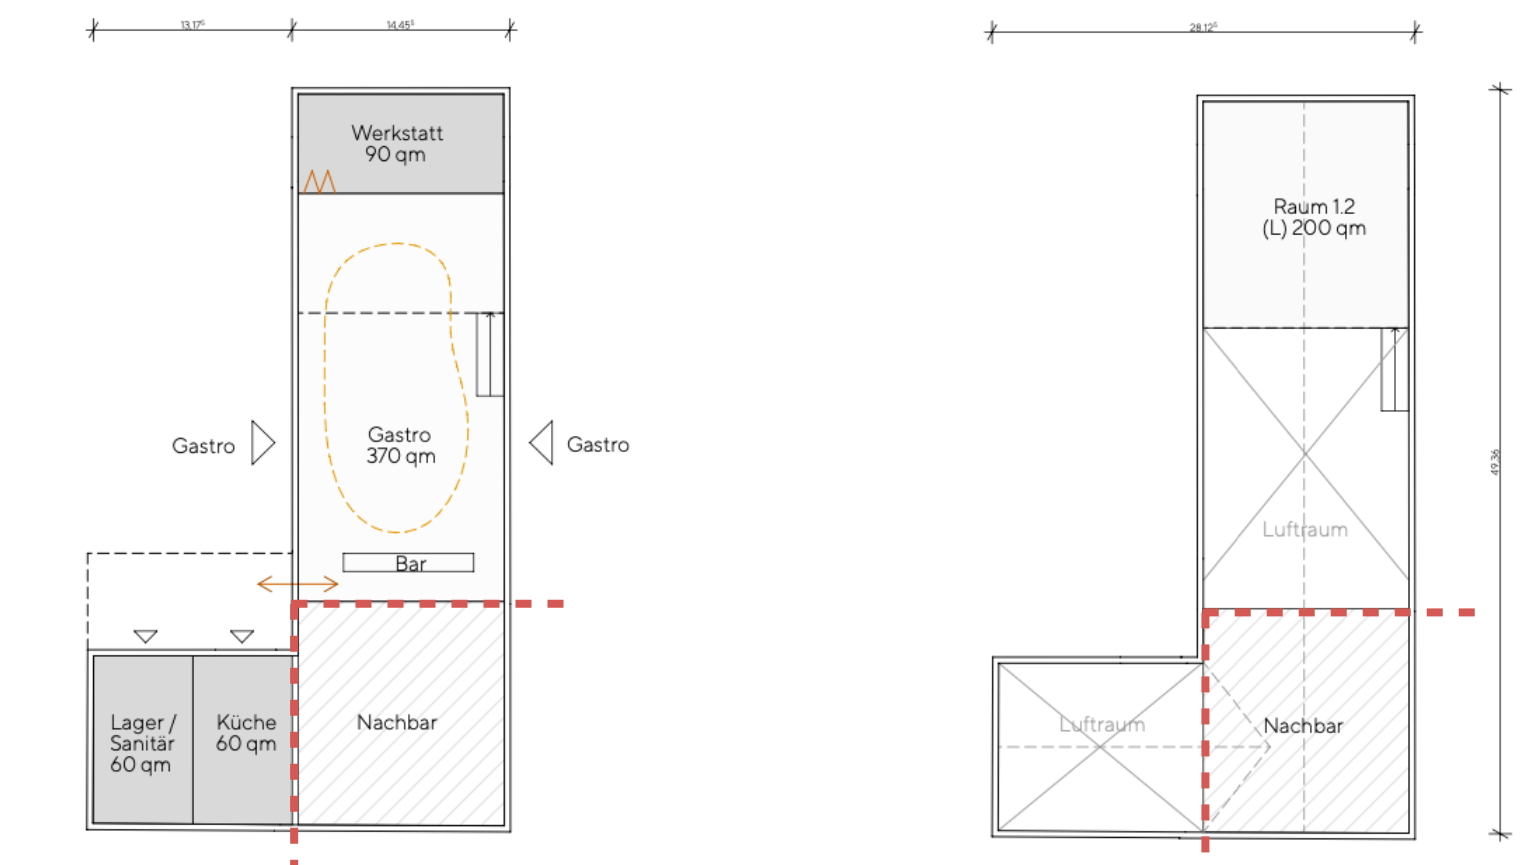 13.17⁵
14.45⁵
28.12⁵
Werkstatt
90 qm
Raum 1.2
(L) 200 qm
Gastro
Gastro
370 qm
Gastro
49.36
Luftraum
Bar
Lager /
Sanitär
60 qm
Küche
60 qm
Nachbar
Luftraum
Nachbar